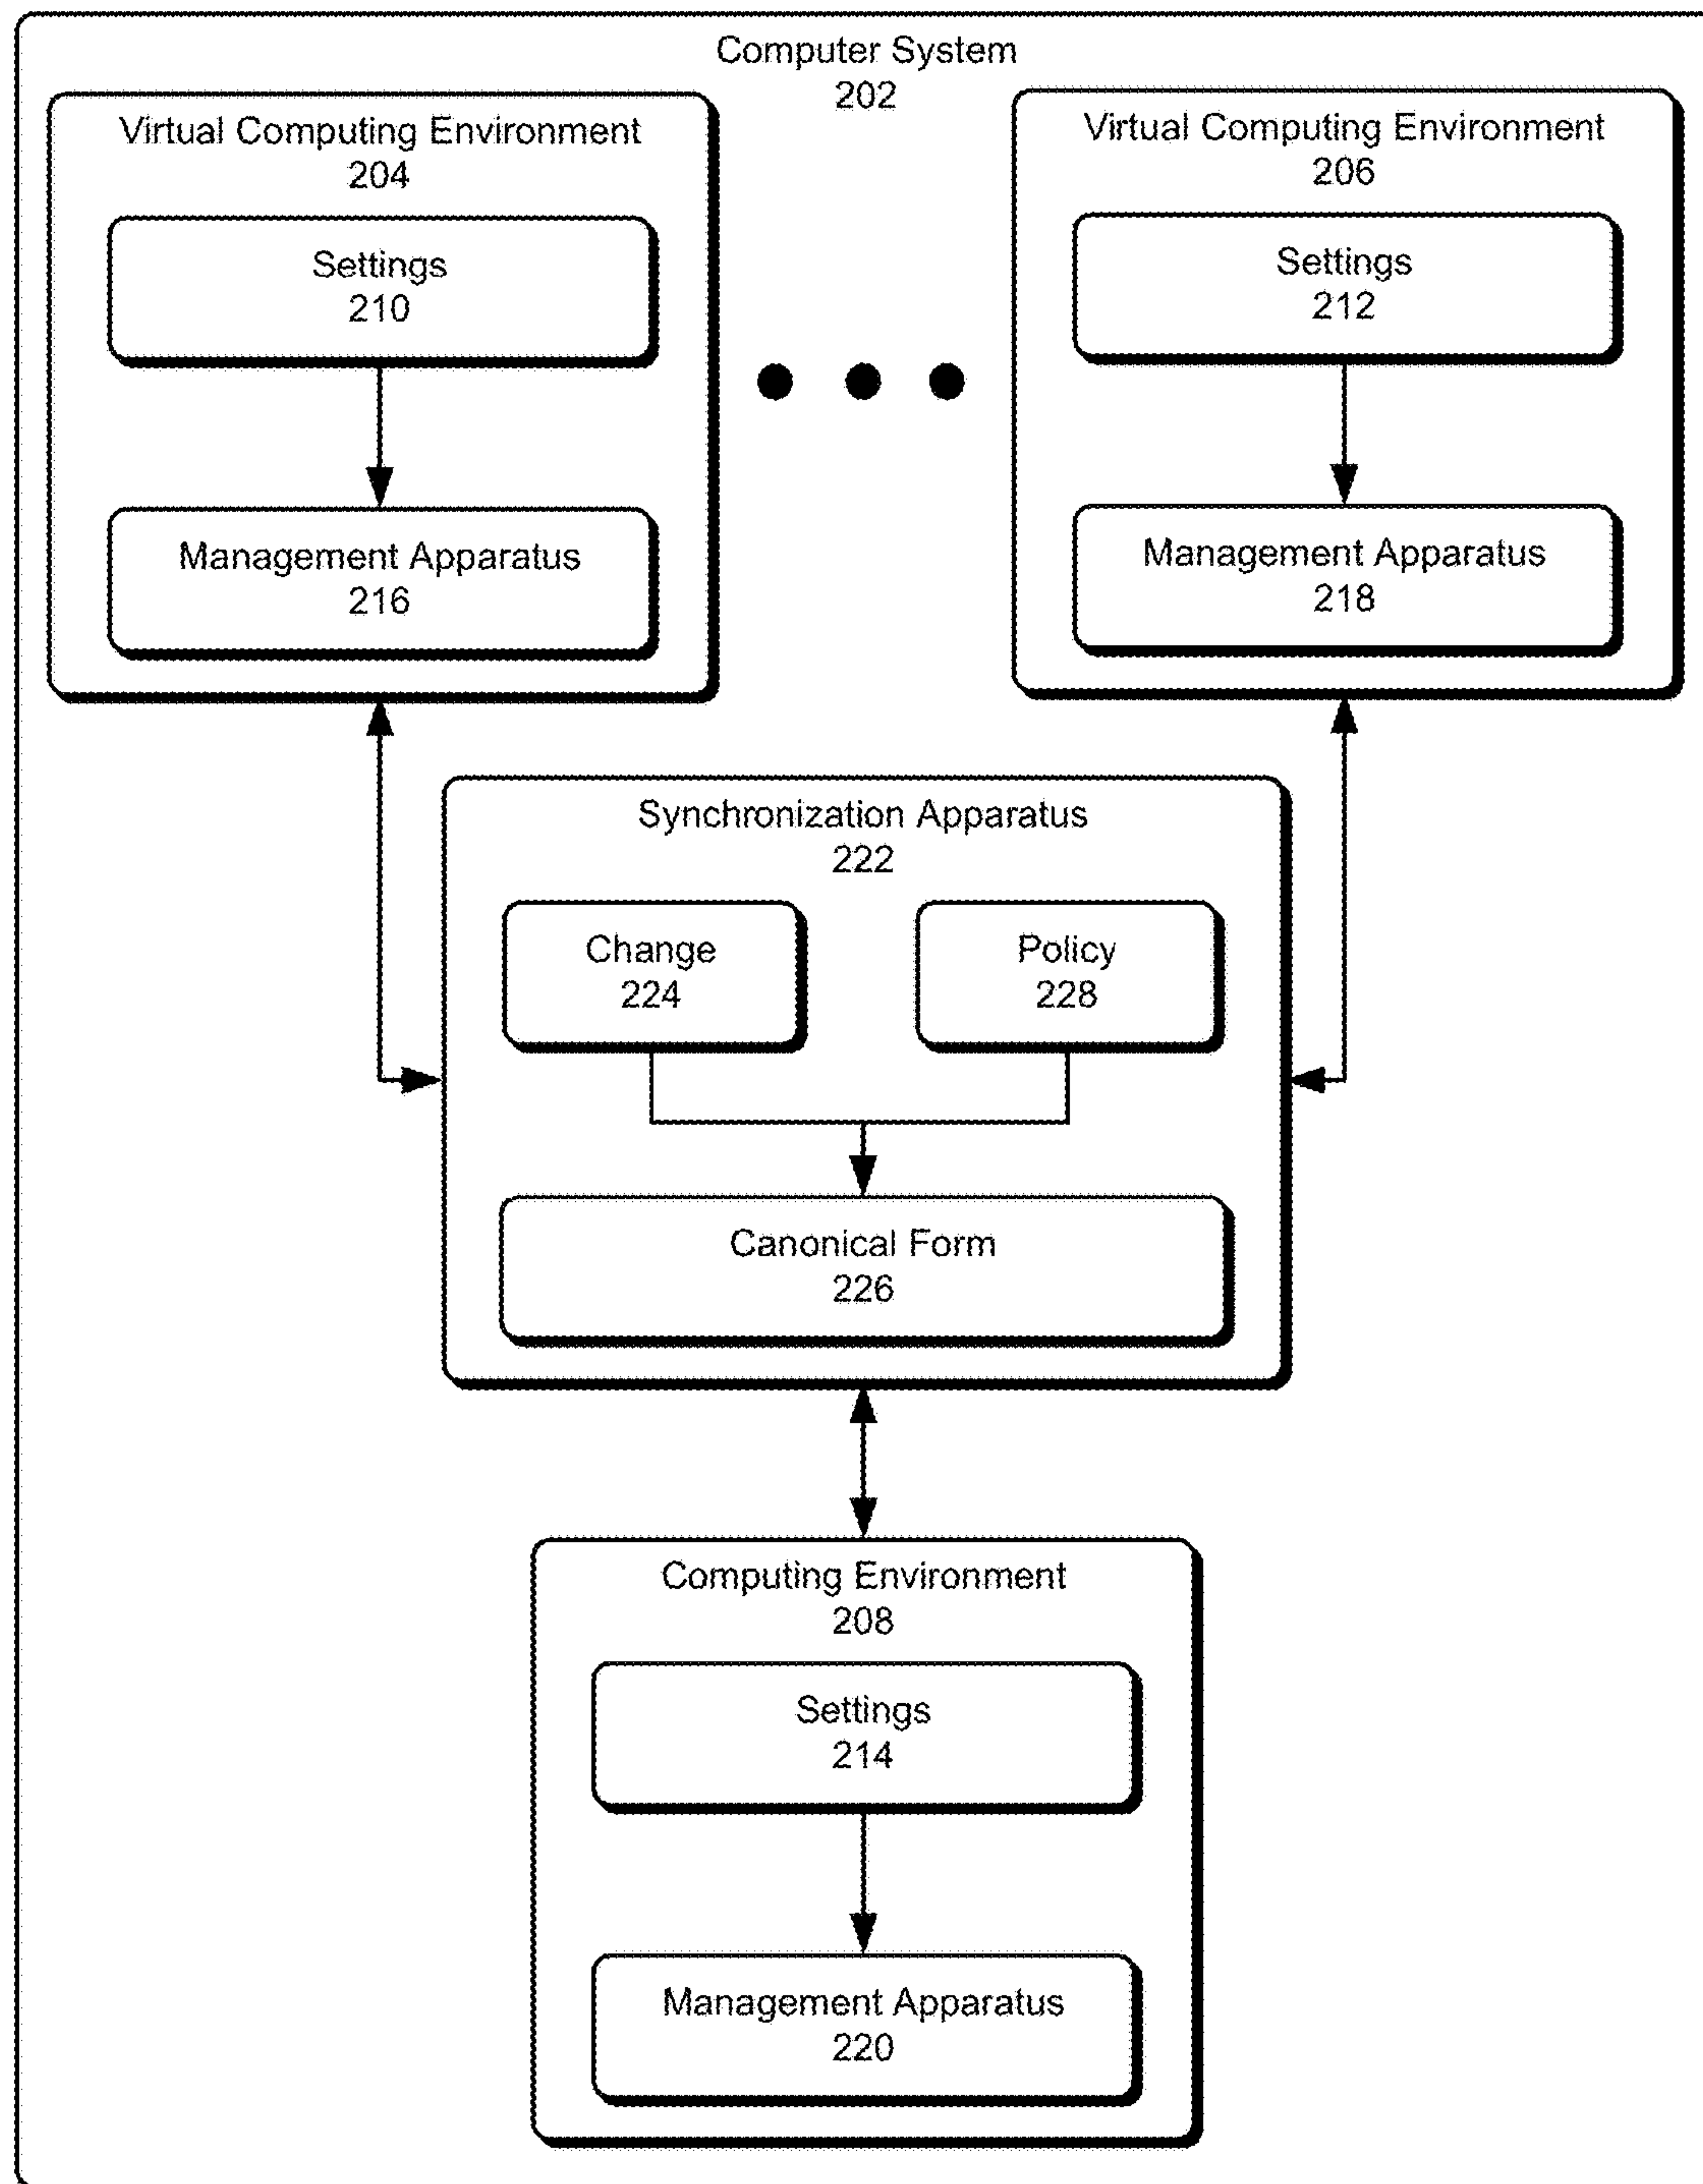 Computer System
202
Virtual Computing Environment
204
Settings
210
Management Apparatus
216
Virtual Computing Environment
206
Settings
212
Management Apparatus
218
Synchronization Apparatus
222
Change
224
Policy
228
Canonical Form
226
Computing Environment
208
Settings
214
Management Apparatus
220